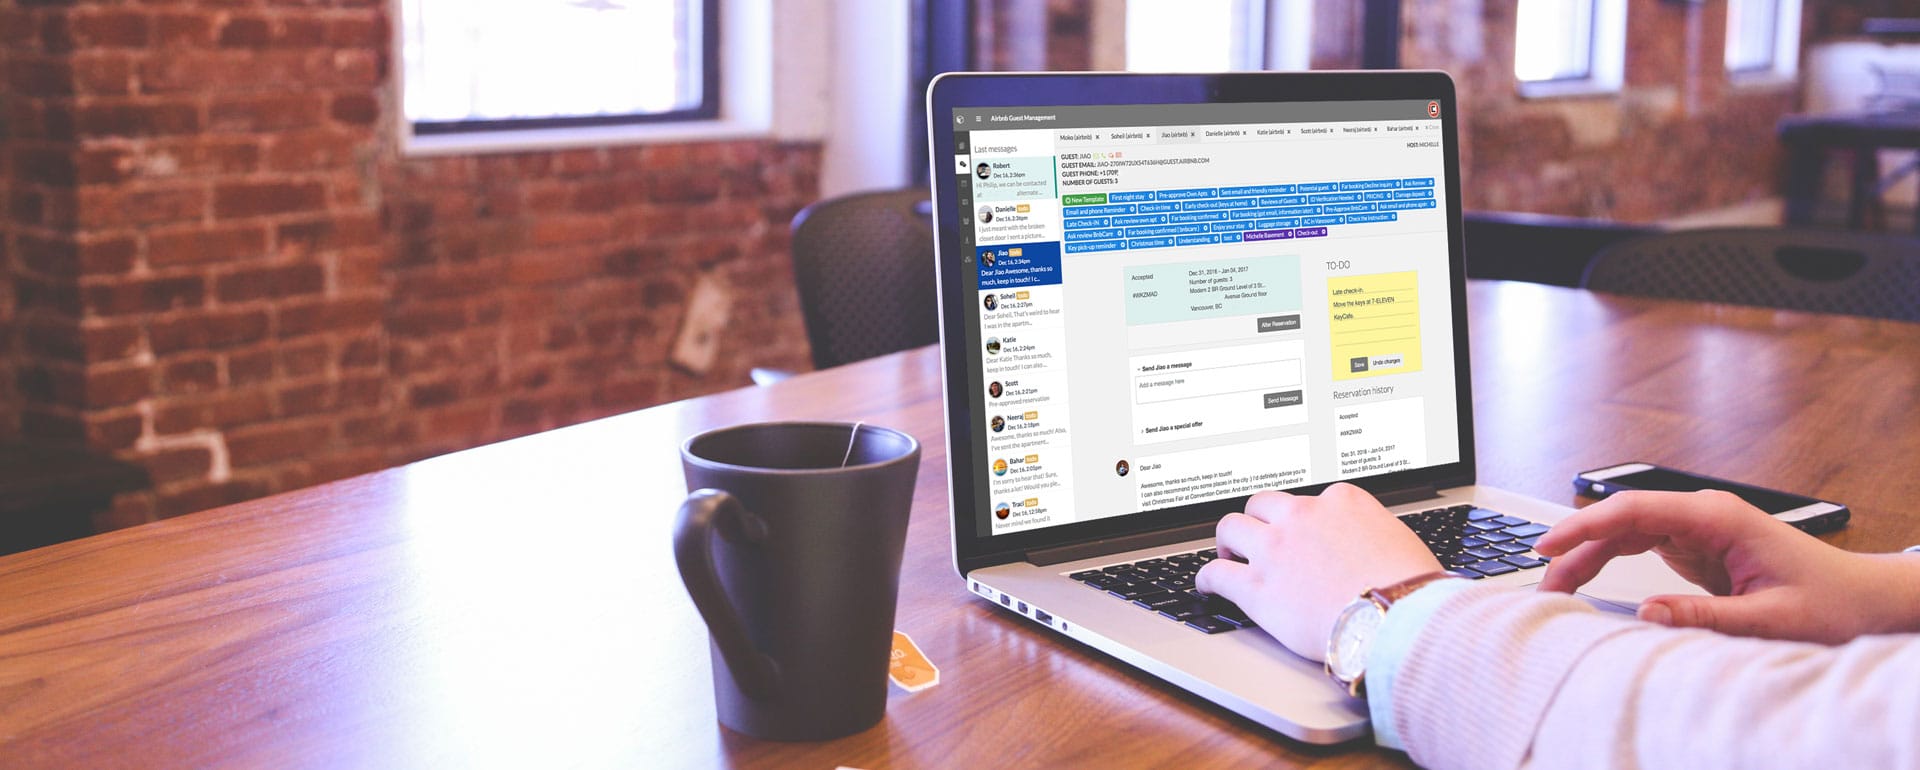 Airbnb Guest Management
Last messages
Robert
Dec 16, 2:36pm
Hi Philip, we can be contacted
at alternate ...
Danielle todo
Dec 16, 2:36pm
I just meant with the broken
closet door I sent a picture...
Jiao todo
Dec 16, 2:34pm
Dear Jiao Awesome, thanks so
much, keep in touch! I c...
Soheil todo
Dec 16, 2:27pm
Dear Soheil, That's weird to hear
I was in the apartm...
Katie
Dec 16, 2:24pm
Dear Katie Thanks so much,
keep in touch! I can also ...
Scott
Dec 16, 2:21pm
Pre-approved reservation
Neeraj todo
Dec 16, 2:18pm
Awesome, thanks so much! Also,
I've sent the apartment...
Bahar todo
Dec 16, 2:02pm
I'm sorry to hear that! Sure,
thanks a lot! Would you ple...
Traci todo
Dec 16, 12:58pm
Never mind we found it
Moko (airbnb) × Soheil (airbnb) × Jiao (airbnb) × Danielle (airbnb) × Katie (airbnb) × Scott (airbnb) × Neeraj (airbnb) × Bahar (airbnb) × Close
GUEST: JIAO
HOST: MICHELLE
GUEST EMAIL:
GUEST PHONE: +1 (709)
NUMBER OF GUESTS: 3
New Template First night stay Pre-approve Own Apts Sent email and friendly reminder Potential guest Far booking Decline inquiry Ask Review
Email and phone Reminder Check-in time Early check-out (keys at home) Reviews of Guests ID Verification Needed PRICING Damage deposit
Late Check-IN Ask review own apt Far booking confirmed Far booking (got email, information later) Pre-Approve BnbCare Ask email and phone again
Ask review BnbCare Far booking confirmed (bnbcare) Enjoy your stay Luggage storage AC in Vancouver Check the instruction
Key pick-up reminder Christmas time Understanding test Michelle Basement Check-out
Accepted
#WKZMAD
Dec 31, 2016 - Jan 04, 2017
Number of guests: 3
Modern 2 BR Ground Level of 3 St...
Avenue Ground floor
Vancouver, BC
Alter Reservation
Send Jiao a message
Add a message here
Send Message
Send Jiao a special offer
Dear Jiao
Awesome, thanks so much, keep in touch!
I can also recommend you some places in the city :) I'd definitely advise you to
visit Christmas Fair at Convention Center. And don't miss the Light Festival in
TO-DO
Late check-in.
Move the keys at 7-ELEVEN
KeyCafe.
Save Undo changes
Reservation history
Accepted
#WKZMAD
Dec 31, 2016 - Jan 04, 2017
Number of guests: 3
Modern 2 BR Ground Level of 3 St...